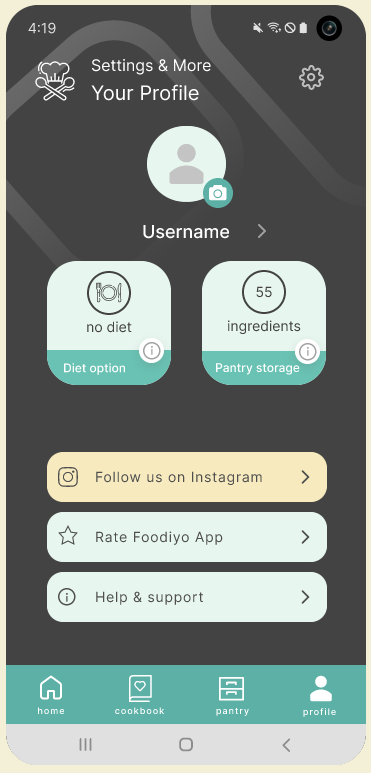 4:19
Settings & More
Your Profile
Username
no diet
Diet option
55
ingredients
Pantry storage
Follow us on Instagram
Rate Foodiyo App
Help & support
home
cookbook
pantry
profile